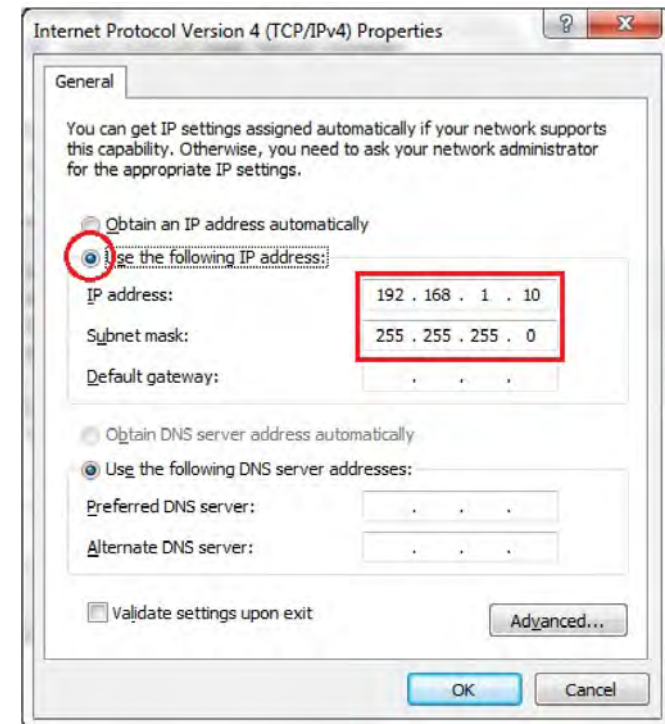 Internet Protocol Version 4 (TCP/IPv4) Properties
General
You can get IP settings assigned automatically if your network supports
this capability. Otherwise, you need to ask your network administrator
for the appropriate IP settings.
Obtain an IP address automatically
Use the following IP address:
IP address: 192 . 168 . 1 . 10
Subnet mask: 255 . 255 . 255 . 0
Default gateway: . . .
Obtain DNS server address automatically
Use the following DNS server addresses:
Preferred DNS server: . . .
Alternate DNS server: . . .
Validate settings upon exit
Advanced...
OK Cancel